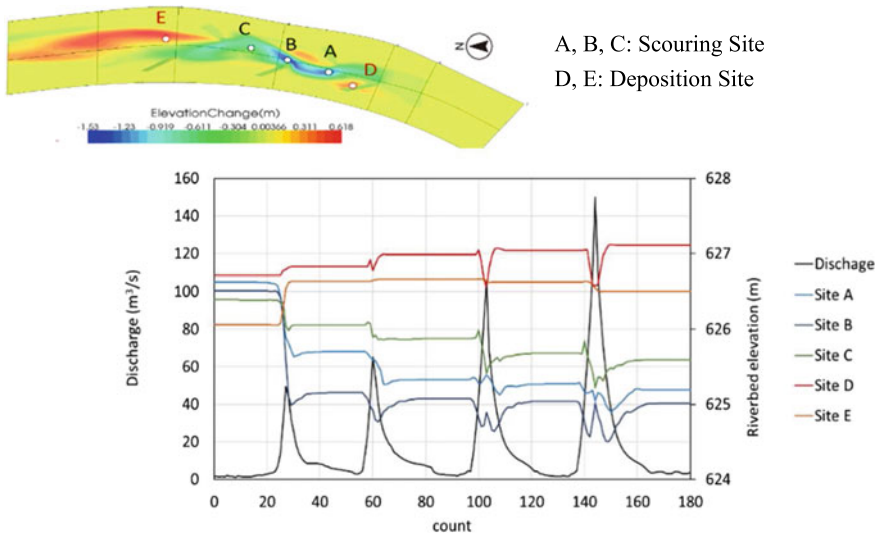 E
C
B
A
D
N
A, B, C: Scouring Site
D, E: Deposition Site
ElevationChange(m)
-1.53 -1.23 -0.919 -0.611 -0.304 0.00366 0.311 0.618
160 628
140
120 627
100
80 626
60
40 625
20
0 624
0 20 40 60 80 100 120 140 160 180
count
Discharge (m³/s)
Riverbed elevation (m)
Dischage
Site A
Site B
Site C
Site D
Site E